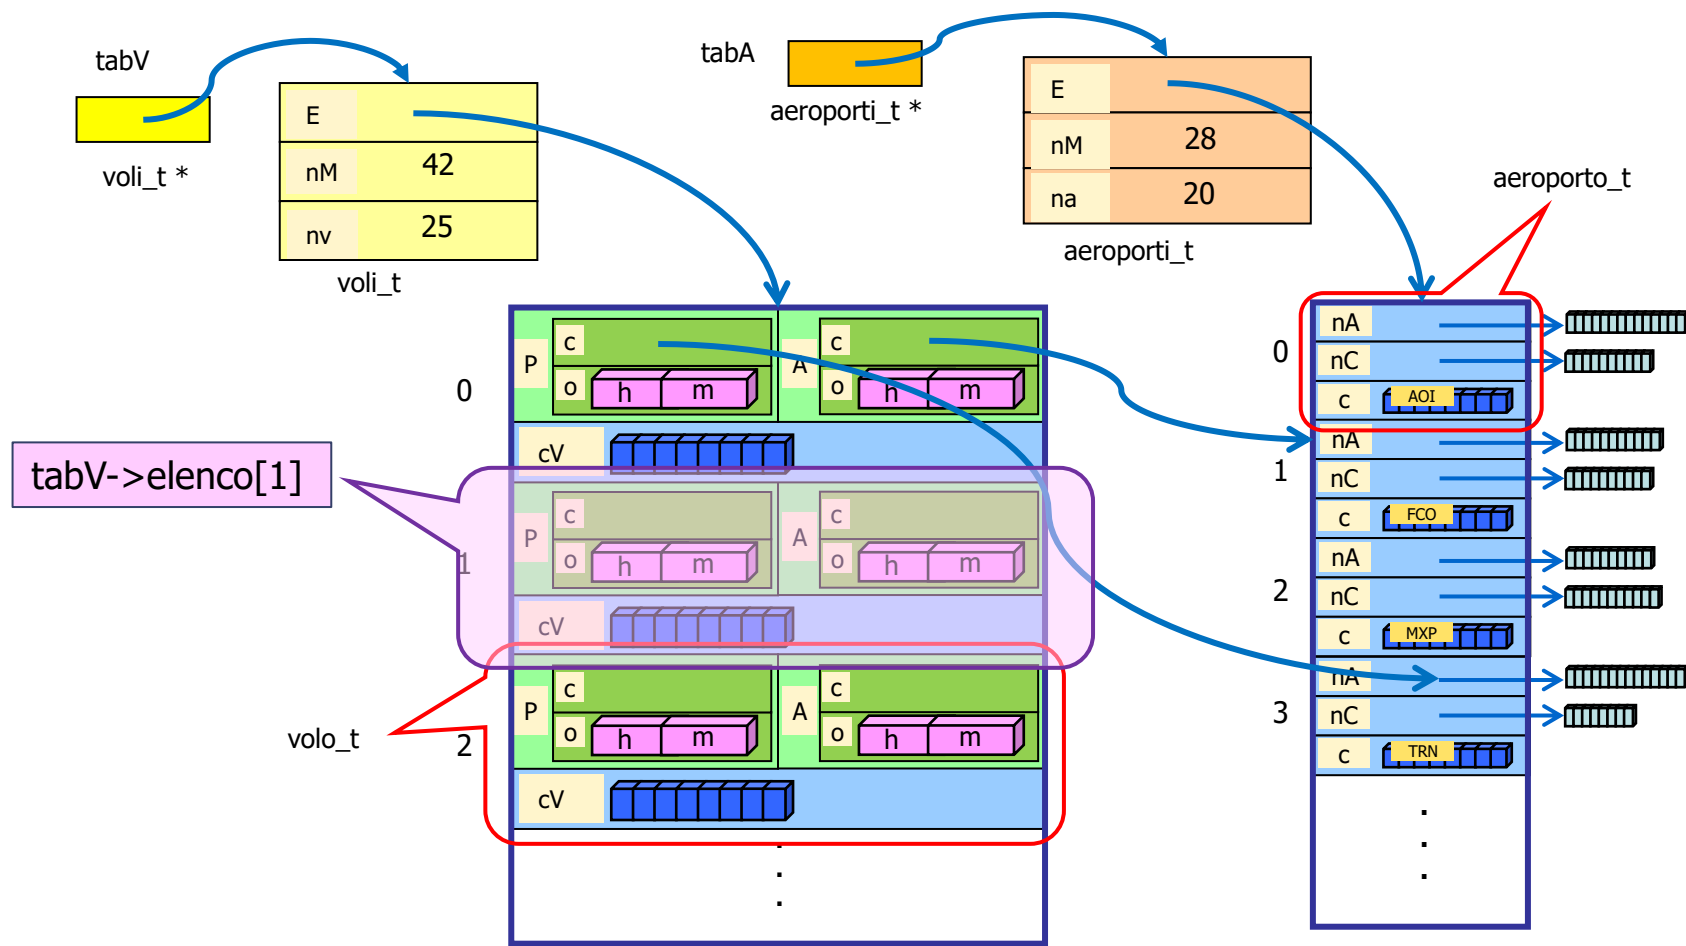 tabV
voli_t *
E
nM 42
nv 25
voli_t
tabA
aeroporti_t *
E
nM 28
na 20
aeroporti_t
aeroporto_t
tabV->elenco[1]
volo_t
0
P
c
o h m
A
c
o h m
cV
1
P
c
o h m
A
c
o h m
cV
2
P
c
o h m
A
c
o h m
cV
.
.
.
0
nA
nC
c AOI
1
nA
nC
c FCO
2
nA
nC
c MXP
3
nA
nC
c TRN
.
.
.